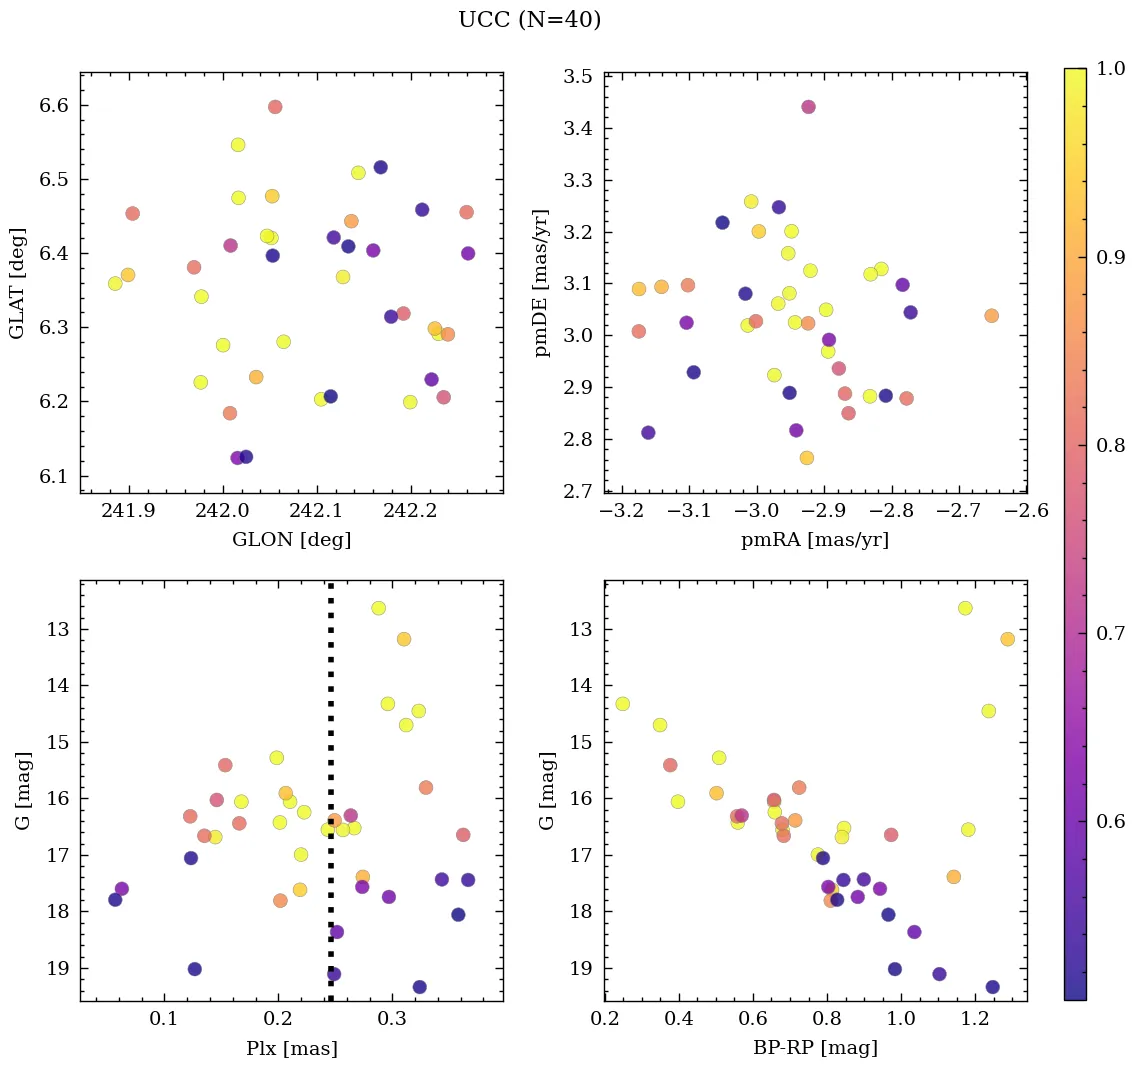 UCC (N=40)
6.6
6.5
6.4
6.3
6.2
6.1
GLAT [deg]
241.9 242.0 242.1 242.2
GLON [deg]
3.5
3.4
3.3
3.2
3.1
3.0
2.9
2.8
2.7
pmDE [mas/yr]
−3.2 −3.1 −3.0 −2.9 −2.8 −2.7 −2.6
pmRA [mas/yr]
1.0
0.9
0.8
0.7
0.6
13
14
15
16
17
18
19
G [mag]
0.1 0.2 0.3
Plx [mas]
13
14
15
16
17
18
19
G [mag]
0.2 0.4 0.6 0.8 1.0 1.2
BP-RP [mag]